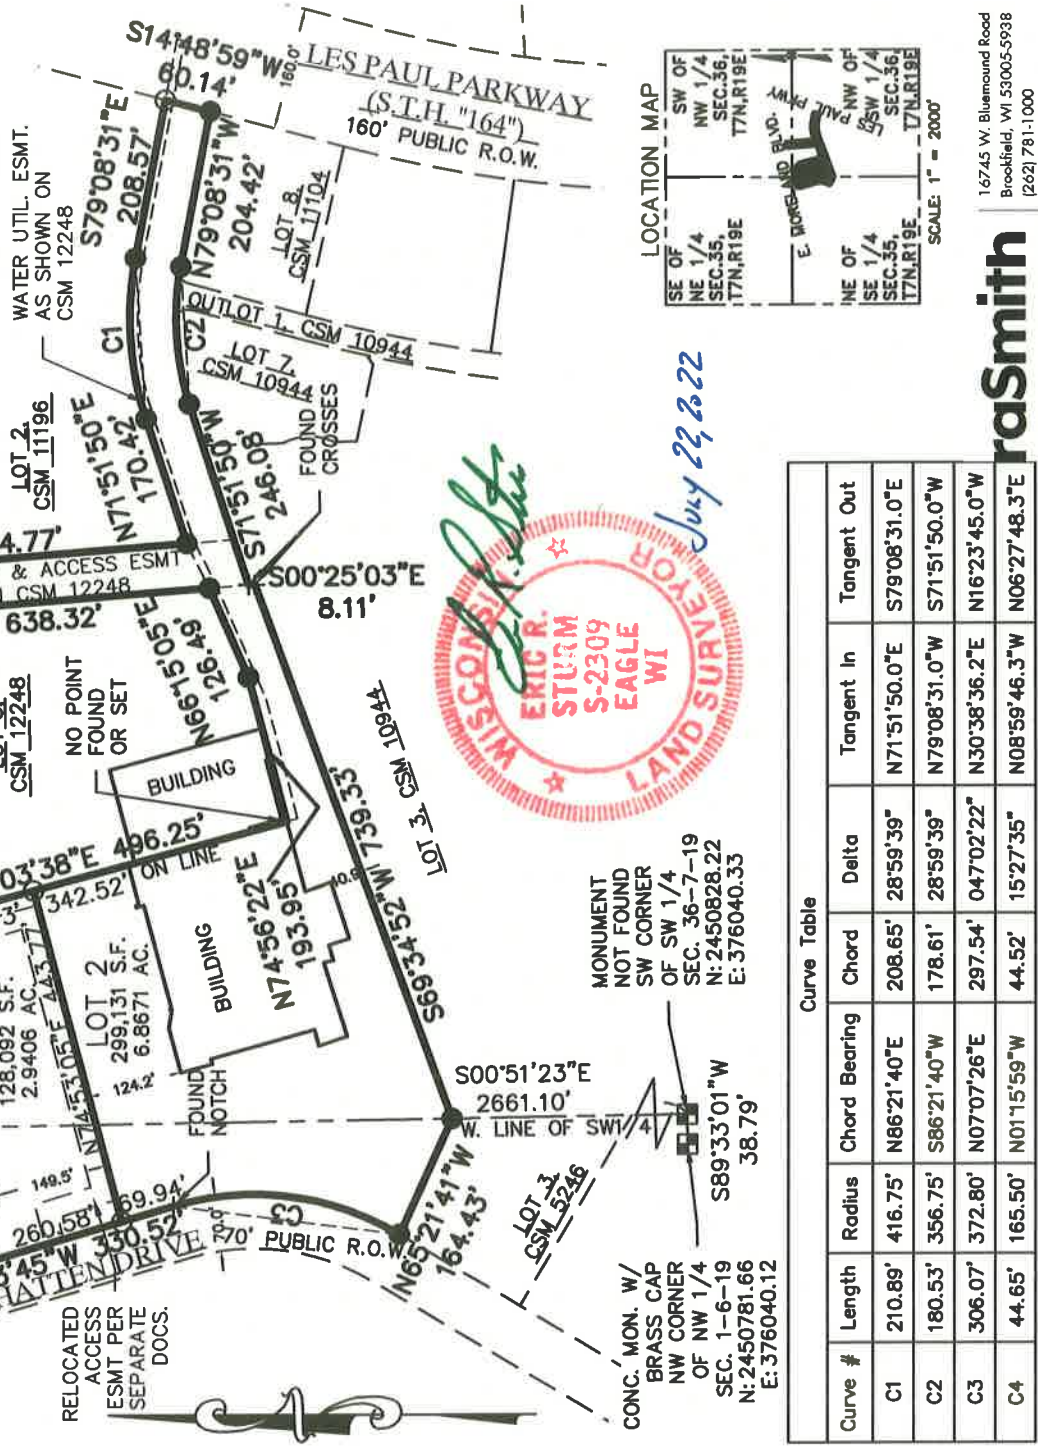 S14°48'59"W
60.14'
160.0'
LES PAUL PARKWAY
(S.T.H. "164")
160' PUBLIC R.O.W.
WATER UTIL. ESMT.
AS SHOWN ON
CSM 12248
S79°08'31"E
208.57'
N79°08'31"W
204.42'
LOT 8,
CSM 11104
C1
C2
OUTLOT 1, CSM 10944
LOT 7,
CSM 10944
LOT 2,
CSM 11196
N71°51'50"E
170.42'
S71°51'50"W
246.08'
FOUND
CROSSES
4.77'
& ACCESS ESMT
CSM 12248
638.32'
S00°25'03"E
8.11'
N66°15'05"E
126.49'
CSM 12248
NO POINT
FOUND
OR SET
BUILDING
03'38"E 496.25'
342.52'
ON LINE
N74°56'22"E
193.95'
40.8'
S69°34'52"W 739.33'
LOT 3, CSM 10944
128,092 S.F.
2.9406 AC.
N74°53'05"E 443.77'
LOT 2
299,131 S.F.
6.8671 AC.
BUILDING
124.2'
FOUND
NOTCH
149.5'
260.58'
69.94'
3'45"W 330.52'
HATTEN DRIVE
70.0'
70'
PUBLIC R.O.W.
C3
RELOCATED
ACCESS
ESMT PER
SEPARATE
DOCS.
N65°21'41"W
164.43'
S00°51'23"E
2661.10'
W. LINE OF SW1/4
LOT 3,
CSM 5246
MONUMENT
NOT FOUND
SW CORNER
OF SW 1/4
SEC. 36-7-19
N: 2450828.22
E: 376040.33
S89°33'01"W
38.79'
CONC. MON. W/
BRASS CAP
NW CORNER
OF NW 1/4
SEC. 1-6-19
N: 2450781.66
E: 376040.12
WISCONSIN
ERIC R.
STURM
S-2309
EAGLE
WI
LAND SURVEYOR
July 22, 2022
LOCATION MAP
SE OF
NE 1/4
SEC.35,
T7N,R19E
SW OF
NW 1/4
SEC.36,
T7N,R19E
E. MORELAND BLVD.
LES PAUL PKWY
NE OF
SE 1/4
SEC.35,
T7N,R19E
NW OF
SW 1/4
SEC.36,
T7N,R19E
SCALE: 1" = 2000'
raSmith
16745 W. Bluemound Road
Brookfield, WI 53005-5938
(262) 781-1000
Curve Table
Curve # Length Radius Chord Bearing Chord Delta Tangent In Tangent Out
C1 210.89' 416.75' N86°21'40"E 208.65' 28°59'39" N71°51'50.0"E S79°08'31.0"E
C2 180.53' 356.75' S86°21'40"W 178.61' 28°59'39" N79°08'31.0"W S71°51'50.0"W
C3 306.07' 372.80' N07°07'26"E 297.54' 047°02'22" N30°38'36.2"E N16°23'45.0"W
C4 44.65' 165.50' N01°15'59"W 44.52' 15°27'35" N08°59'46.3"W N06°27'48.3"E